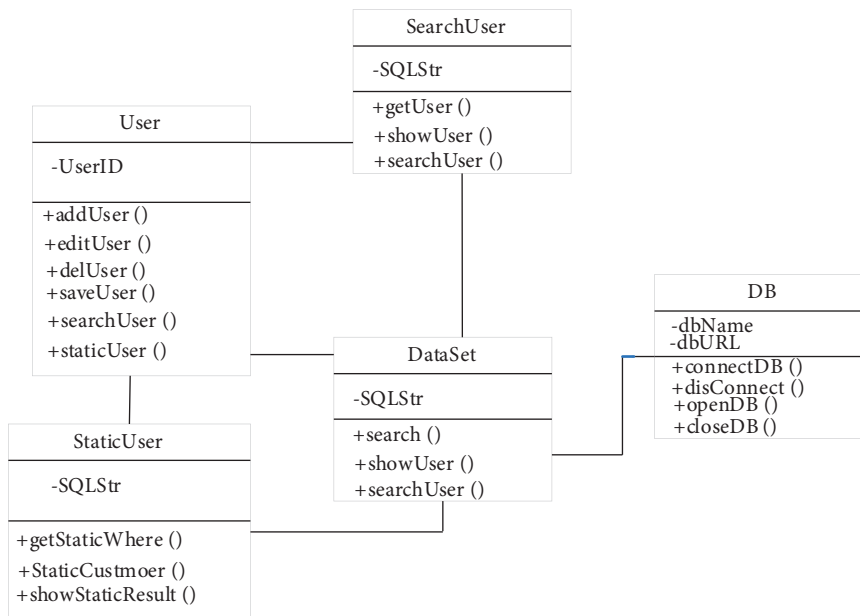 SearchUser
-SQLStr
+getUser ()
+showUser ()
+searchUser ()
User
-UserID
+addUser ()
+editUser ()
+delUser ()
+saveUser ()
+searchUser ()
+staticUser ()
DB
-dbName
-dbURL
+connectDB ()
+disConnect ()
+openDB ()
+closeDB ()
DataSet
-SQLStr
+search ()
+showUser ()
+searchUser ()
StaticUser
-SQLStr
+getStaticWhere ()
+StaticCustmoer ()
+showStaticResult ()